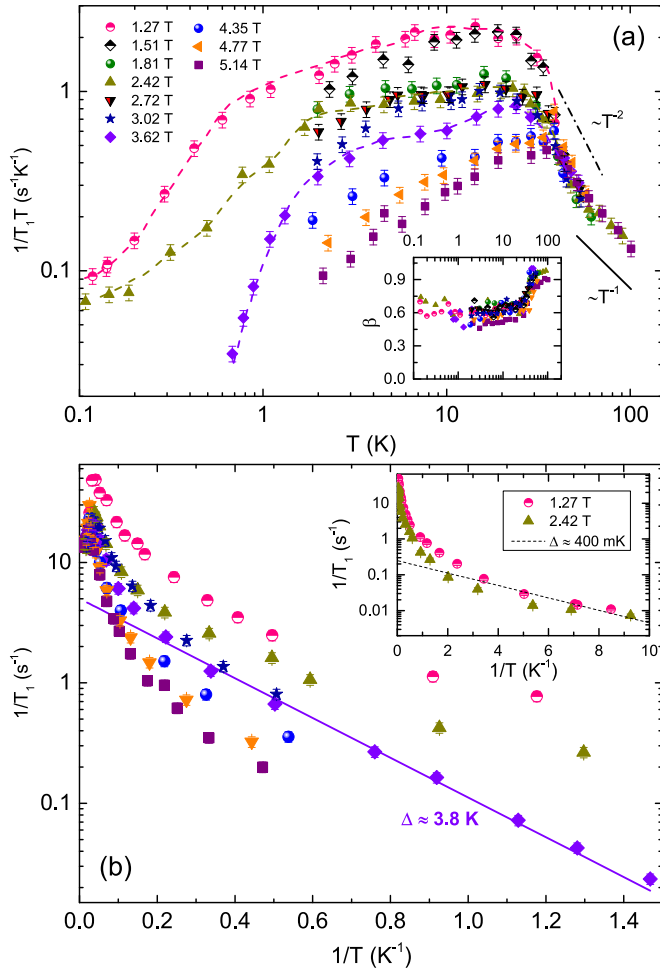 (a)
1.27 T
1.51 T
1.81 T
2.42 T
2.72 T
3.02 T
3.62 T
4.35 T
4.77 T
5.14 T
~T⁻²
~T⁻¹
1/T₁T (s⁻¹K⁻¹)
1
0.1
0.1 1 10 100
T (K)
0.1 1 10 100
0.9
0.6
0.3
0.0
β
(b)
1/T₁ (s⁻¹)
10
1
0.1
0.0 0.2 0.4 0.6 0.8 1.0 1.2 1.4
1/T (K⁻¹)
Δ ≈ 3.8 K
1.27 T
2.42 T
Δ ≈ 400 mK
1/T₁ (s⁻¹)
10
1
0.1
0.01
0 2 4 6 8 10
1/T (K⁻¹)